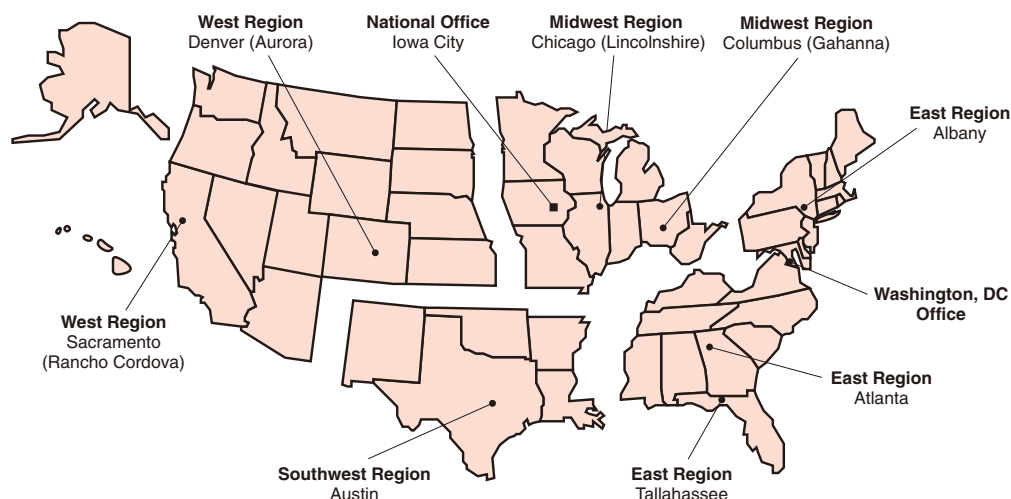 West Region
Denver (Aurora)
National Office
Iowa City
Midwest Region
Chicago (Lincolnshire)
Midwest Region
Columbus (Gahanna)
East Region
Albany
Washington, DC
Office
West Region
Sacramento
(Rancho Cordova)
East Region
Atlanta
Southwest Region
Austin
East Region
Tallahassee